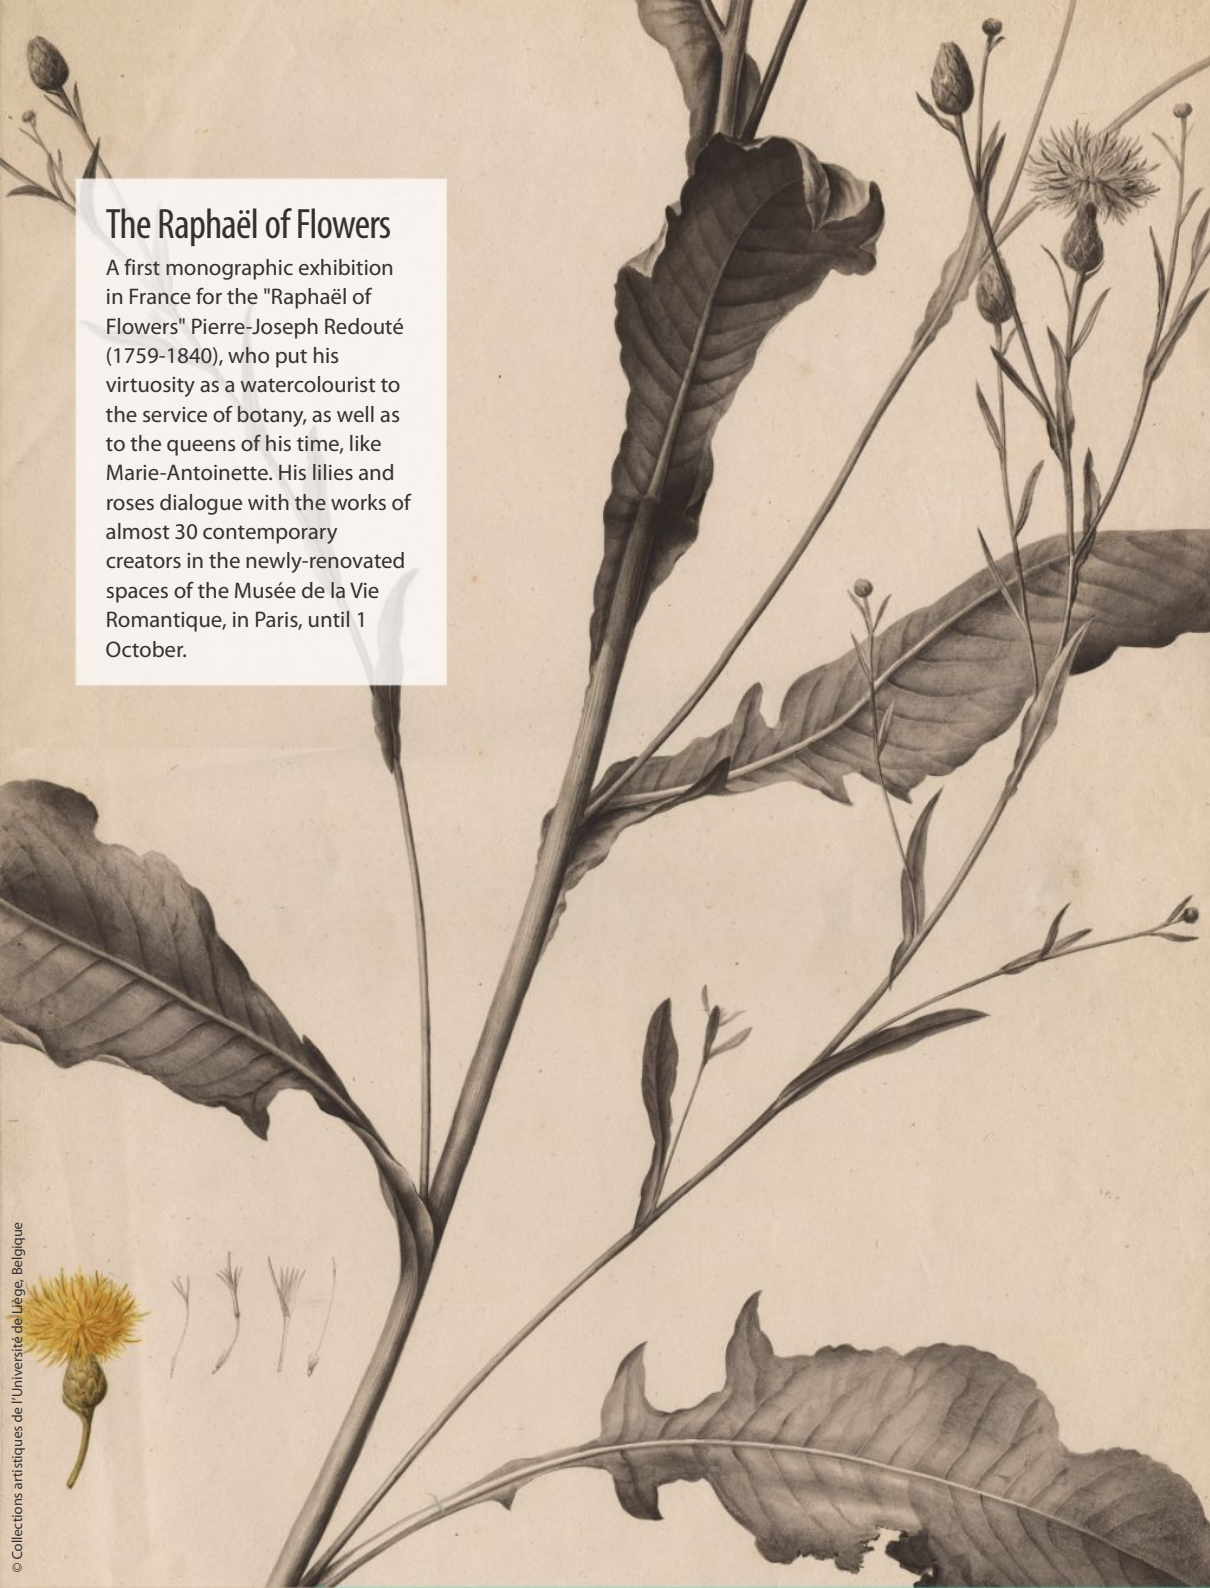 The Raphaël of Flowers
A first monographic exhibition
in France for the "Raphaël of
Flowers" Pierre-Joseph Redouté
(1759-1840), who put his
virtuosity as a watercolourist to
the service of botany, as well as
to the queens of his time, like
Marie-Antoinette. His lilies and
roses dialogue with the works of
almost 30 contemporary
creators in the newly-renovated
spaces of the Musée de la Vie
Romantique, in Paris, until 1
October.
© Collections artistiques de l'Université de Liège, Belgique